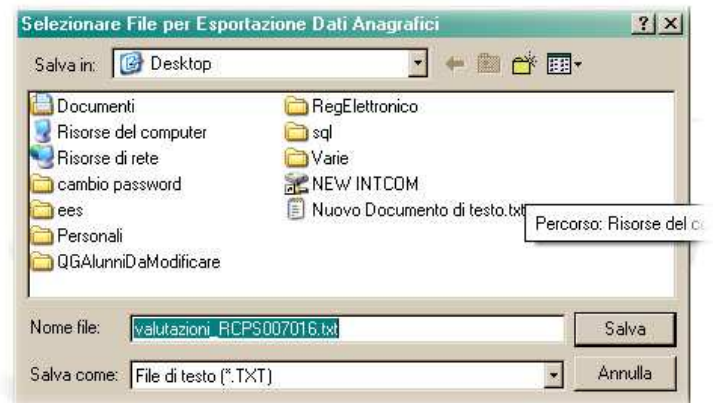 Selezionare File per Esportazione Dati Anagrafici
Salva in: Desktop
Documenti
Risorse del computer
Risorse di rete
cambio password
ees
Personali
QGAlunniDaModificare
RegElettronico
sql
Varie
NEW INTCOM
Nuovo Documento di testo.txt
Percorso: Risorse del
Nome file: valutazioni_RCPS007016.txt Salva
Salva come: File di testo (*.TXT) Annulla